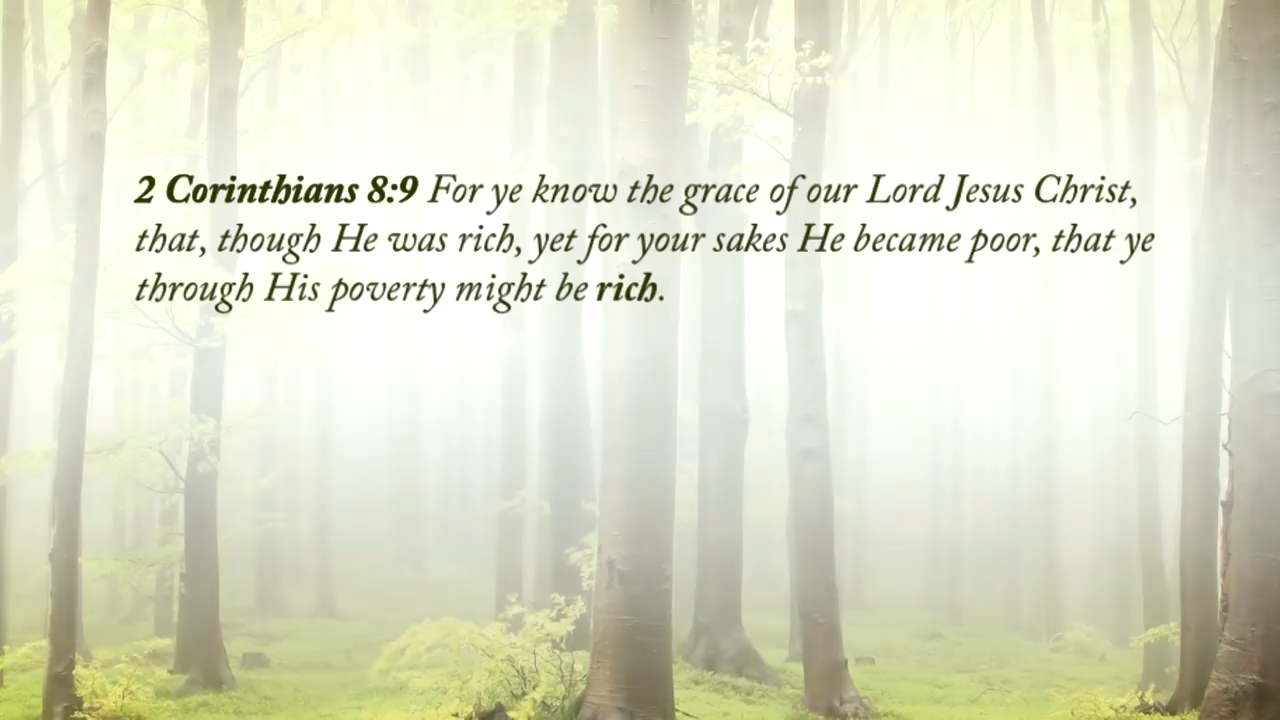 2 Corinthians 8:9 For ye know the grace of our Lord Jesus Christ,
that, though He was rich, yet for your sakes He became poor, that ye
through His poverty might be rich.